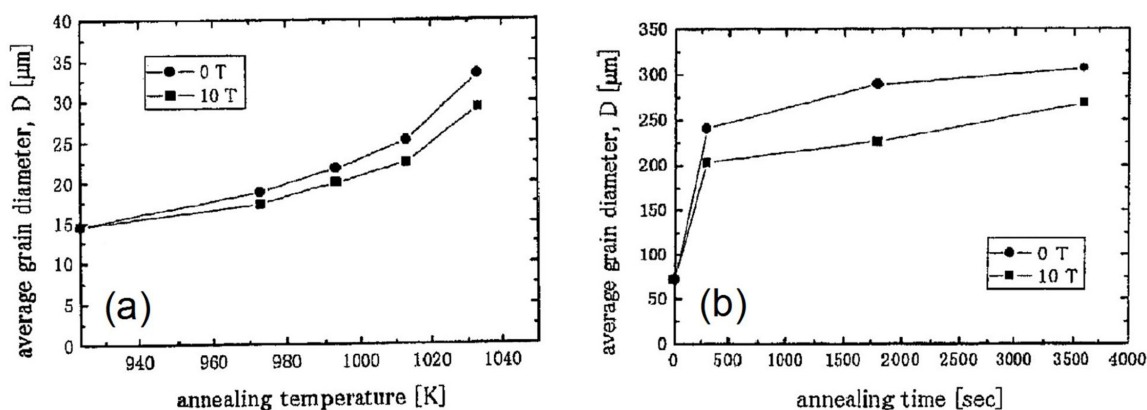 average grain diameter, D [µm]
40
35
30
25
20
15
10
5
0
0 T
10 T
(a)
940 960 980 1000 1020 1040
annealing temperature [K]
average grain diameter, D [µm]
350
300
250
200
150
100
50
0
0 T
10 T
(b)
0 500 1000 1500 2000 2500 3000 3500 4000
annealing time [sec]